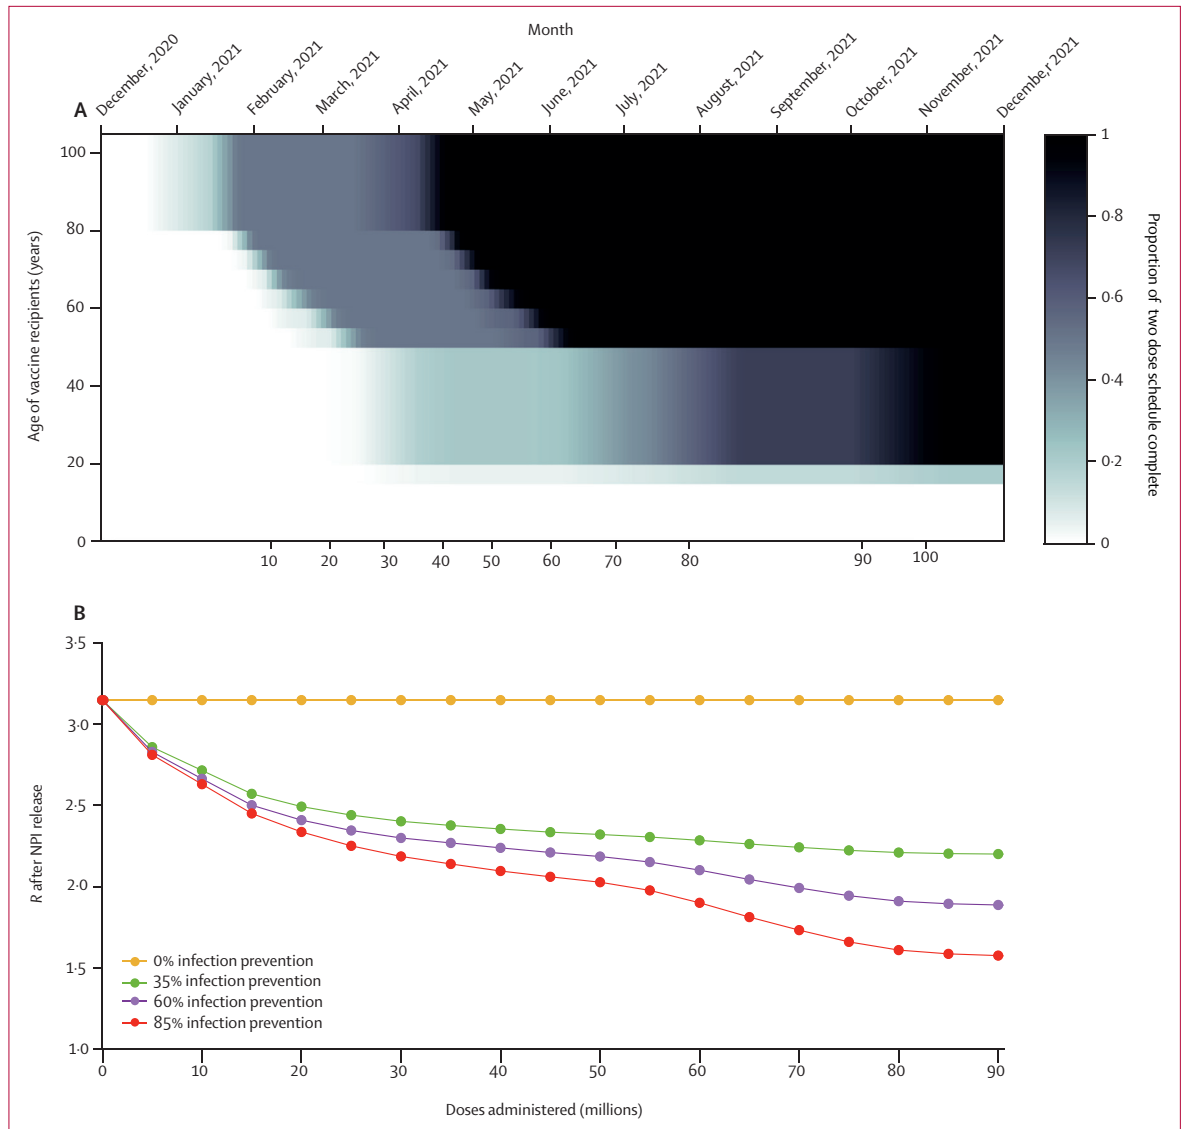 Month
December, 2020
January, 2021
February, 2021
March, 2021
April, 2021
May, 2021
June, 2021
July, 2021
August, 2021
September, 2021
October, 2021
November, 2021
Decembe,r 2021
A
Age of vaccine recipients (years)
100
80
60
40
20
0
10 20 30 40 50 60 70 80 90 100
1
0·8
0·6
0·4
0·2
0
Proportion of two dose schedule complete
B
R after NPI release
3·5
3·0
2·5
2·0
1·5
1·0
0% infection prevention
35% infection prevention
60% infection prevention
85% infection prevention
0 10 20 30 40 50 60 70 80 90
Doses administered (millions)